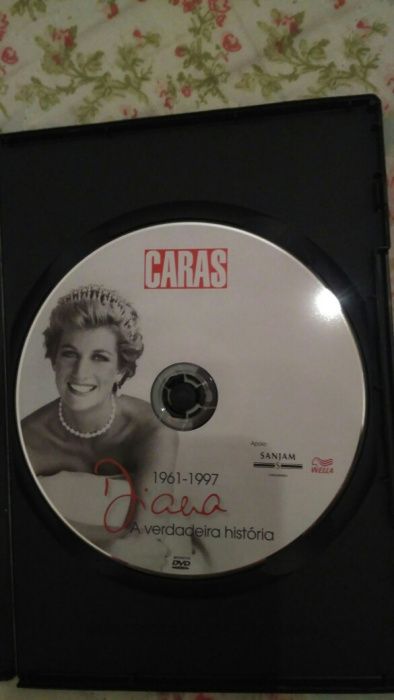 CARAS
Apoio:
SANJAM
S
WELLA
1961-1997
Diana
A verdadeira história
DVD